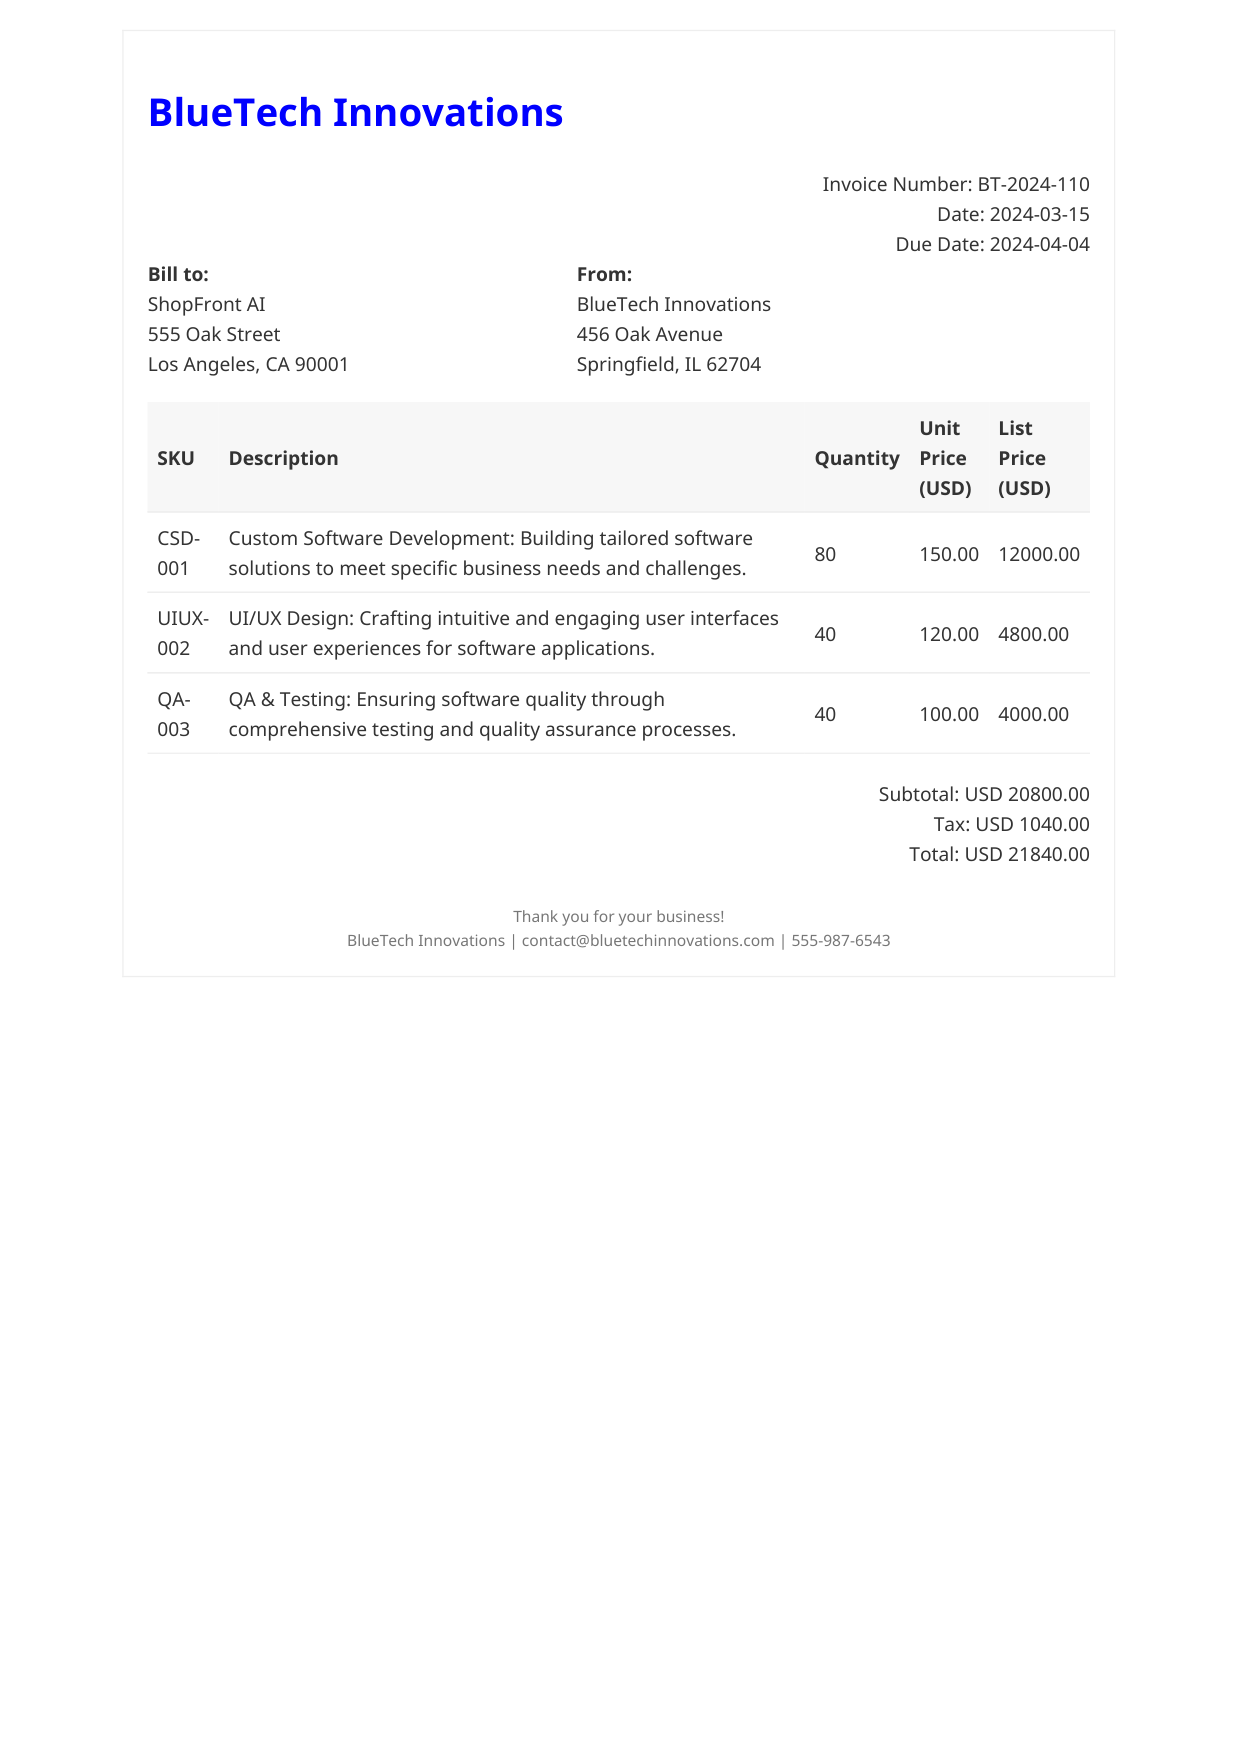 BlueTech Innovations
Invoice Number: BT-2024-110
Date: 2024-03-15
Due Date: 2024-04-04
Bill to:
ShopFront AI
555 Oak Street
Los Angeles, CA 90001
From:
BlueTech Innovations
456 Oak Avenue
Springfield, IL 62704
SKU Description Quantity Unit Price (USD) List Price (USD)
CSD-001 Custom Software Development: Building tailored software solutions to meet specific business needs and challenges. 80 150.00 12000.00
UIUX-002 UI/UX Design: Crafting intuitive and engaging user interfaces and user experiences for software applications. 40 120.00 4800.00
QA-003 QA & Testing: Ensuring software quality through comprehensive testing and quality assurance processes. 40 100.00 4000.00
Subtotal: USD 20800.00
Tax: USD 1040.00
Total: USD 21840.00
Thank you for your business!
BlueTech Innovations | contact@bluetechinnovations.com | 555-987-6543